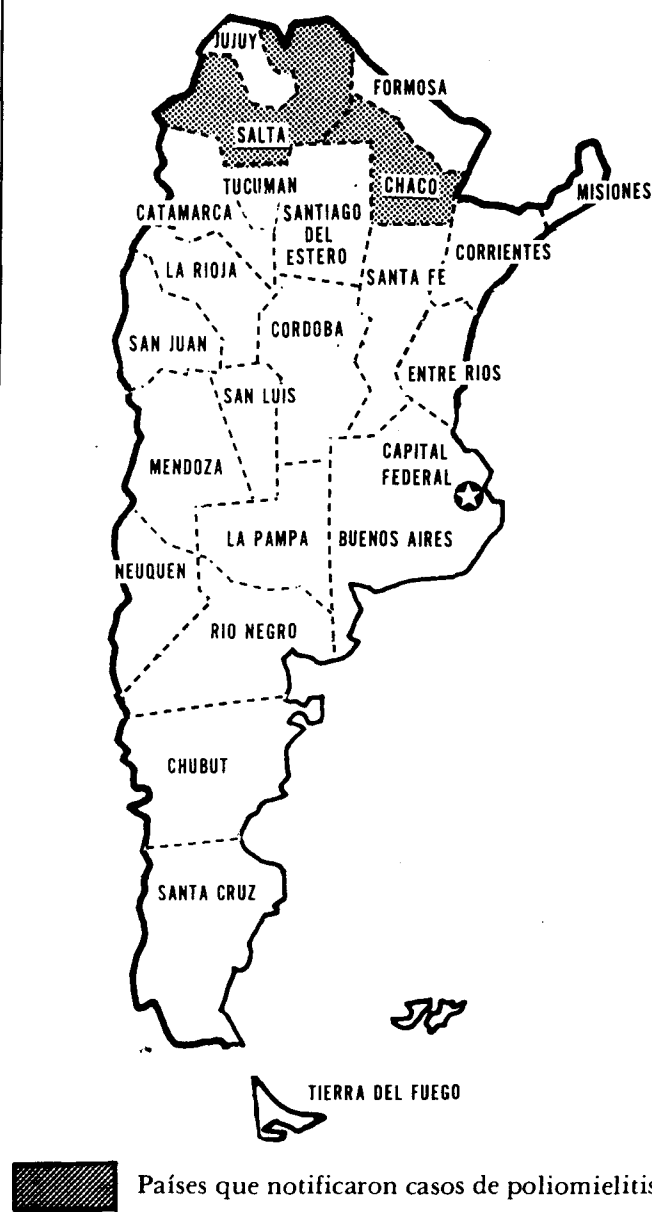 JUJUY
FORMOSA
SALTA
CHACO
MISIONES
TUCUMAN
CATAMARCA
SANTIAGO
DEL
ESTERO
CORRIENTES
LA RIOJA
SANTA FE
CORDOBA
SAN JUAN
ENTRE RIOS
SAN LUIS
CAPITAL
FEDERAL
MENDOZA
LA PAMPA
BUENOS AIRES
NEUQUEN
RIO NEGRO
CHUBUT
SANTA CRUZ
TIERRA DEL FUEGO
Países que notificaron casos de poliomielitis